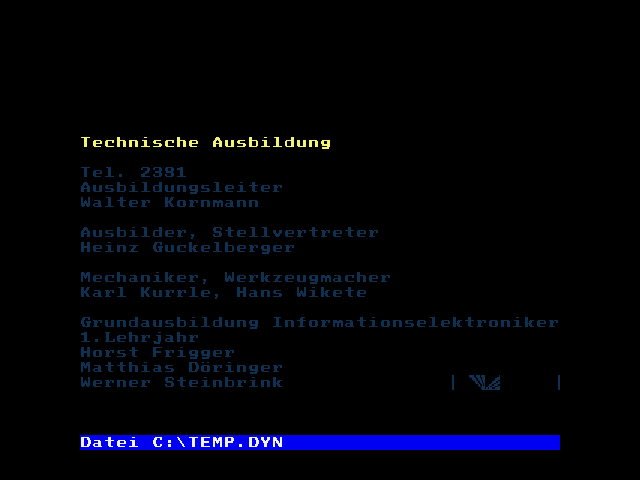 Technische Ausbildung
Tel. 2381
Ausbildungsleiter
Walter Kornmann
Ausbilder, Stellvertreter
Heinz Guckelberger
Mechaniker, Werkzeugmacher
Karl Kurrle, Hans Wikete
Grundausbildung Informationselektroniker
1.Lehrjahr
Horst Frigger
Matthias Döringer
Werner Steinbrink
Datei C:\TEMP.DYN